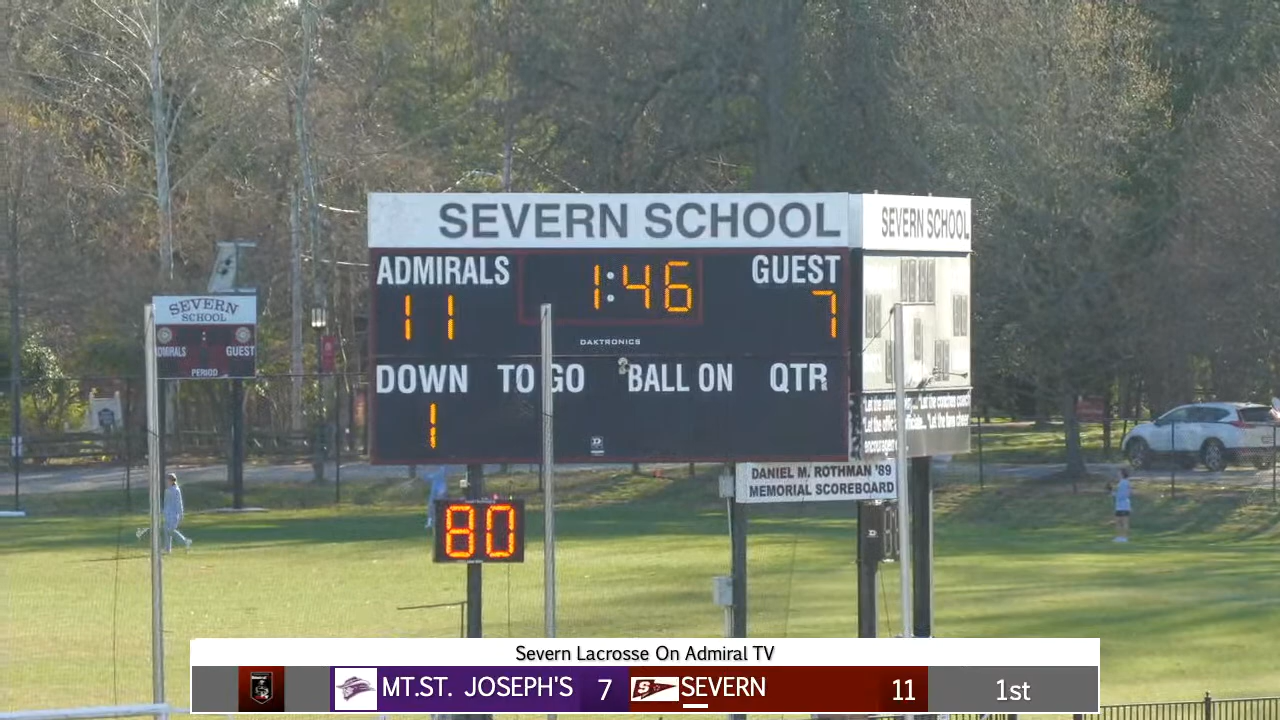 SEVERN SCHOOL
SEVERN SCHOOL
ADMIRALS 1:46 GUEST
11 7
DAKTRONICS
DOWN TO GO BALL ON QTR
1
SEVERN
SCHOOL
ADMIRALS GUEST
PERIOD
DANIEL M. ROTHMAN '89
MEMORIAL SCOREBOARD
80
Severn Lacrosse On Admiral TV
MT.ST. JOSEPH'S 7 S SEVERN 11 1st